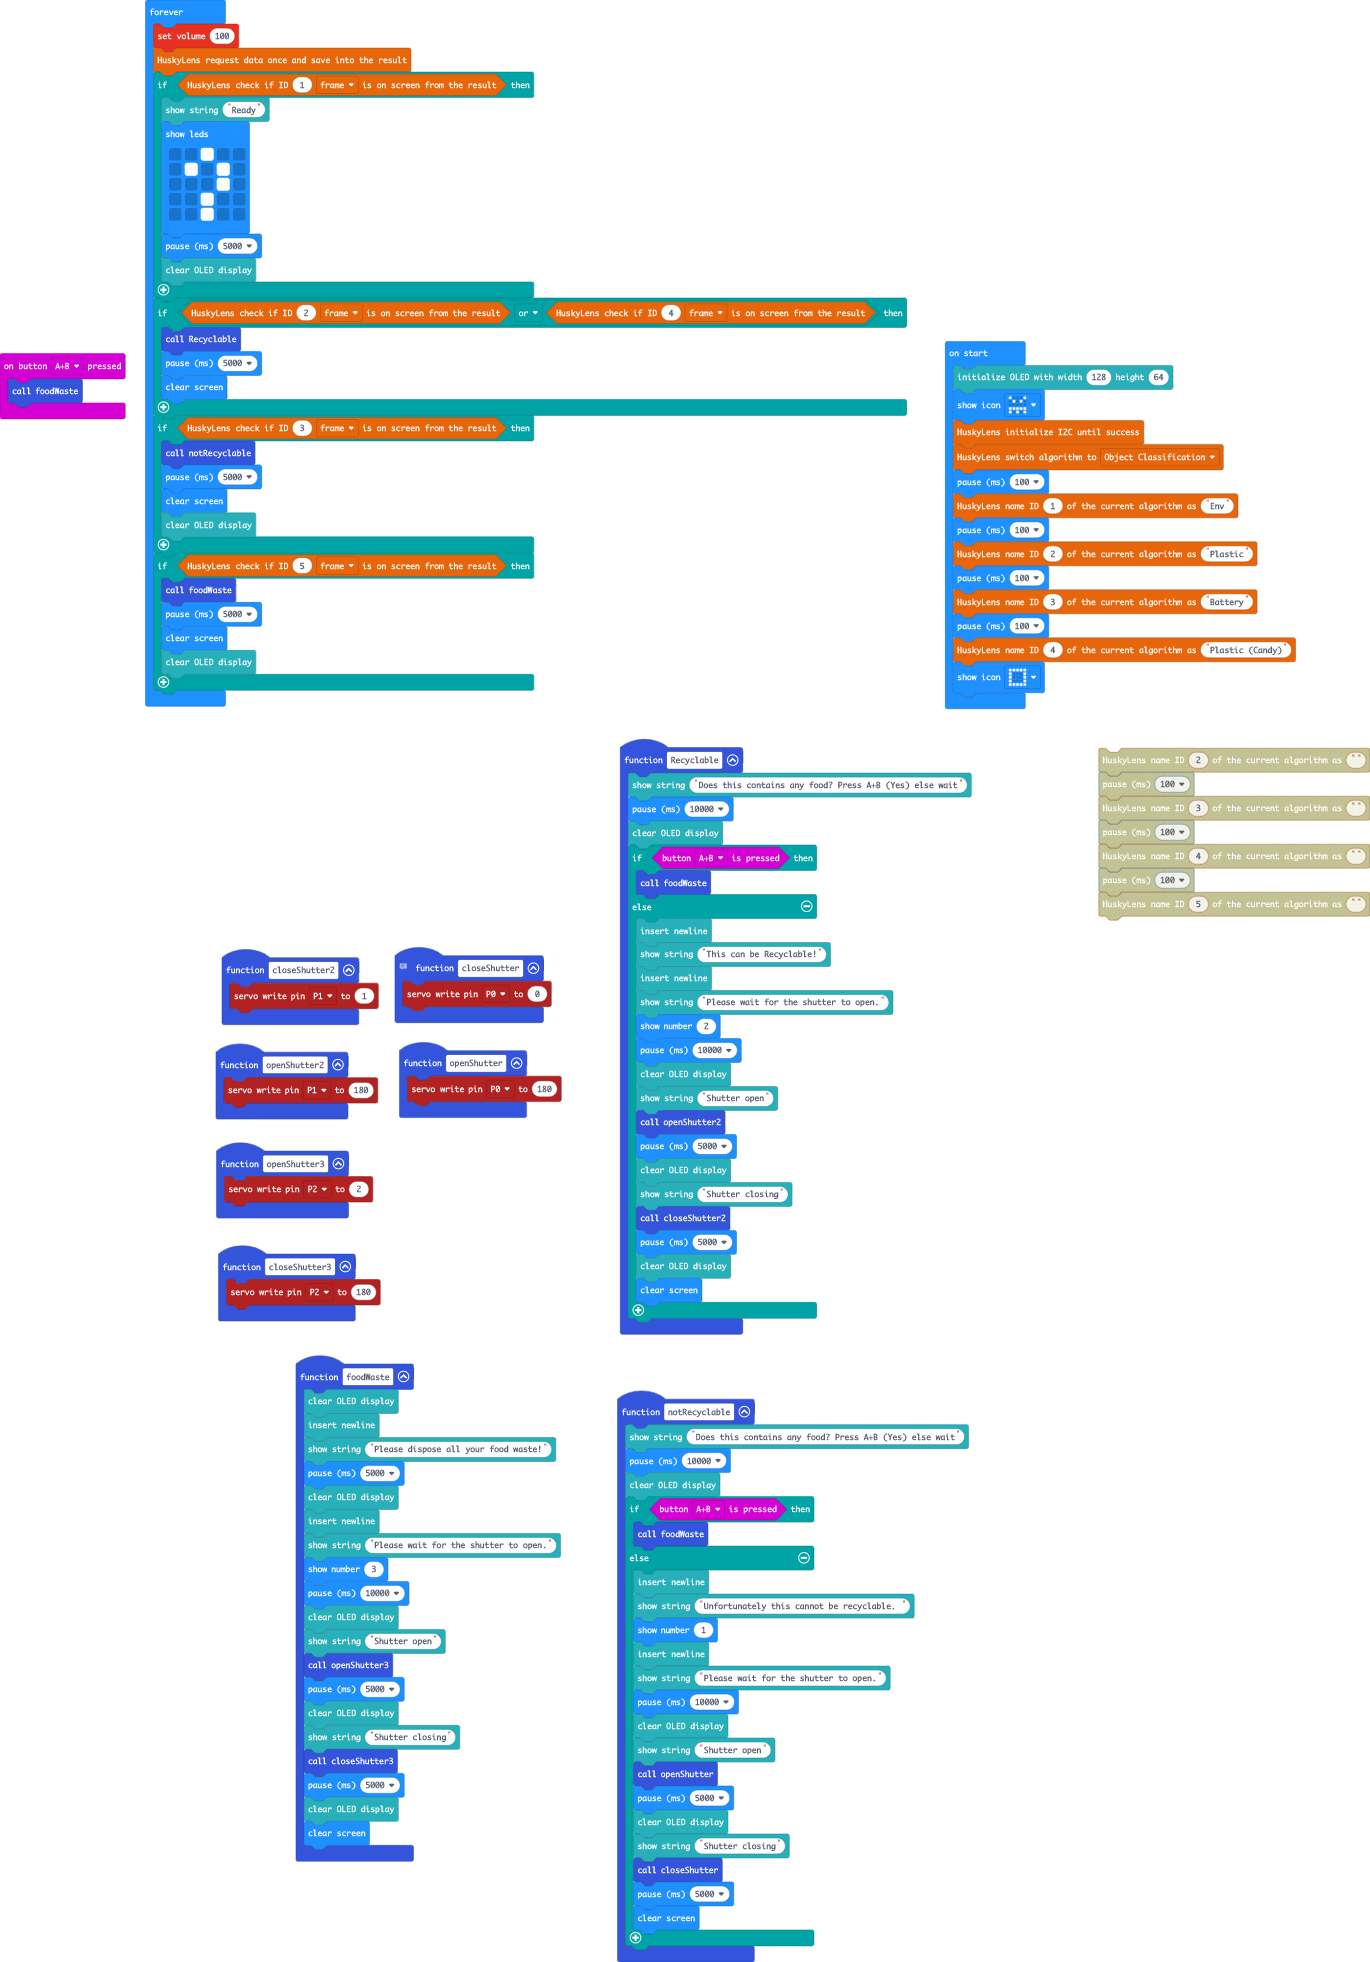 forever
set volume 100
HuskyLens request data once and save into the result
if HuskyLens check if ID 1 frame is on screen from the result then
show string "Ready"
show leds
pause (ms) 5000
clear OLED display
if HuskyLens check if ID 2 frame is on screen from the result or HuskyLens check if ID 4 frame is on screen from the result then
call Recyclable
pause (ms) 5000
clear screen
if HuskyLens check if ID 3 frame is on screen from the result then
call notRecyclable
pause (ms) 5000
clear screen
clear OLED display
if HuskyLens check if ID 5 frame is on screen from the result then
call foodWaste
pause (ms) 5000
clear screen
clear OLED display
on button A+B pressed
call foodWaste
on start
initialize OLED with width 128 height 64
show icon
HuskyLens initialize I2C until success
HuskyLens switch algorithm to Object Classification
pause (ms) 100
HuskyLens name ID 1 of the current algorithm as "Env"
pause (ms) 100
HuskyLens name ID 2 of the current algorithm as "Plastic"
pause (ms) 100
HuskyLens name ID 3 of the current algorithm as "Battery"
pause (ms) 100
HuskyLens name ID 4 of the current algorithm as "Plastic (Candy)"
show icon
function Recyclable
show string "Does this contains any food? Press A+B (Yes) else wait"
pause (ms) 10000
clear OLED display
if button A+B is pressed then
call foodWaste
else
insert newline
show string "This can be Recyclable!"
insert newline
show string "Please wait for the shutter to open."
show number 2
pause (ms) 10000
clear OLED display
show string "Shutter open"
call openShutter2
pause (ms) 5000
clear OLED display
show string "Shutter closing"
call closeShutter2
pause (ms) 5000
clear OLED display
clear screen
HuskyLens name ID 2 of the current algorithm as ""
pause (ms) 100
HuskyLens name ID 3 of the current algorithm as ""
pause (ms) 100
HuskyLens name ID 4 of the current algorithm as ""
pause (ms) 100
HuskyLens name ID 5 of the current algorithm as ""
function closeShutter2
servo write pin P1 to 1
function closeShutter
servo write pin P0 to 0
function openShutter2
servo write pin P1 to 180
function openShutter
servo write pin P0 to 180
function openShutter3
servo write pin P2 to 2
function closeShutter3
servo write pin P2 to 180
function foodWaste
clear OLED display
insert newline
show string "Please dispose all your food waste!"
pause (ms) 5000
clear OLED display
insert newline
show string "Please wait for the shutter to open."
show number 3
pause (ms) 10000
clear OLED display
show string "Shutter open"
call openShutter3
pause (ms) 5000
clear OLED display
show string "Shutter closing"
call closeShutter3
pause (ms) 5000
clear OLED display
clear screen
function notRecyclable
show string "Does this contains any food? Press A+B (Yes) else wait"
pause (ms) 10000
clear OLED display
if button A+B is pressed then
call foodWaste
else
insert newline
show string "Unfortunately this cannot be recyclable. "
show number 1
insert newline
show string "Please wait for the shutter to open."
pause (ms) 10000
clear OLED display
show string "Shutter open"
call openShutter
pause (ms) 5000
clear OLED display
show string "Shutter closing"
call closeShutter
pause (ms) 5000
clear screen